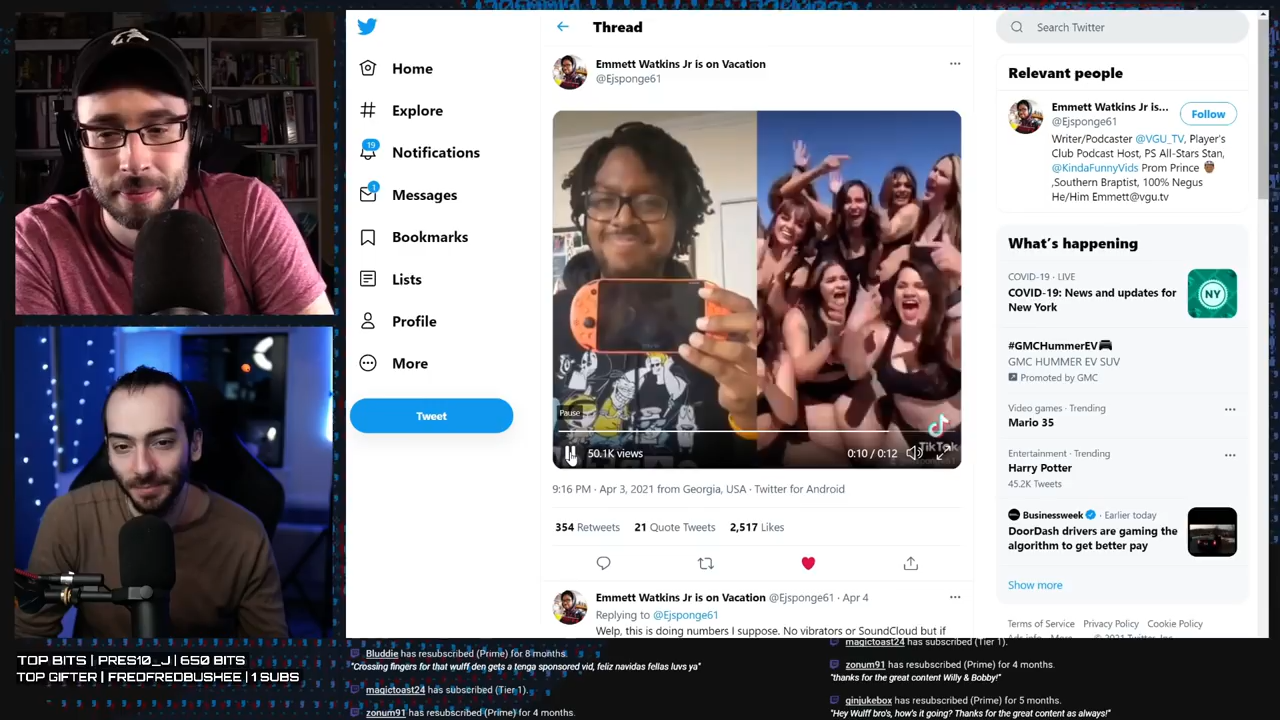 Home
Explore
19
Notifications
1
Messages
Bookmarks
Lists
Profile
More
Tweet
Thread
Emmett Watkins Jr is on Vacation
@Ejsponge61
Pause
50.1K views
0:10 / 0:12
TikTok
9:16 PM · Apr 3, 2021 from Georgia, USA · Twitter for Android
354 Retweets 21 Quote Tweets 2,517 Likes
Emmett Watkins Jr is on Vacation @Ejsponge61 · Apr 4
Replying to @Ejsponge61
Welp, this is doing numbers I suppose. No vibrators or SoundCloud but if
Search Twitter
Relevant people
Emmett Watkins Jr is...
@Ejsponge61
Follow
Writer/Podcaster @VGU_TV, Player's
Club Podcast Host, PS All-Stars Stan,
@KindaFunnyVids Prom Prince
,Southern Braptist, 100% Negus
He/Him Emmett@vgu.tv
What's happening
COVID-19 · LIVE
COVID-19: News and updates for
New York
NY
#GMCHummerEV
GMC HUMMER EV SUV
Promoted by GMC
Video games · Trending
Mario 35
Entertainment · Trending
Harry Potter
45.2K Tweets
Businessweek · Earlier today
DoorDash drivers are gaming the
algorithm to get better pay
Show more
Terms of Service Privacy Policy Cookie Policy
TOP BITS | PRES10_J | 650 BITS
TOP GIFTER | FREDFREDBUSHEE | 1 SUBS
Bluddie has resubscribed (Prime) for 8 months.
"Crossing fingers for that wuff den gets a tenga sponsored vid, feliz navidas fellas luvs ya"
magictoast24 has subscribed (Tier 1).
zonum91 has resubscribed (Prime) for 4 months.
magictoast24 has subscribed (Tier 1).
zonum91 has resubscribed (Prime) for 4 months.
"thanks for the great content Willy & Bobby!"
ginjukebox has resubscribed (Prime) for 5 months.
"Hey Wulff bro's, how's it going? Thanks for the great content as always!"